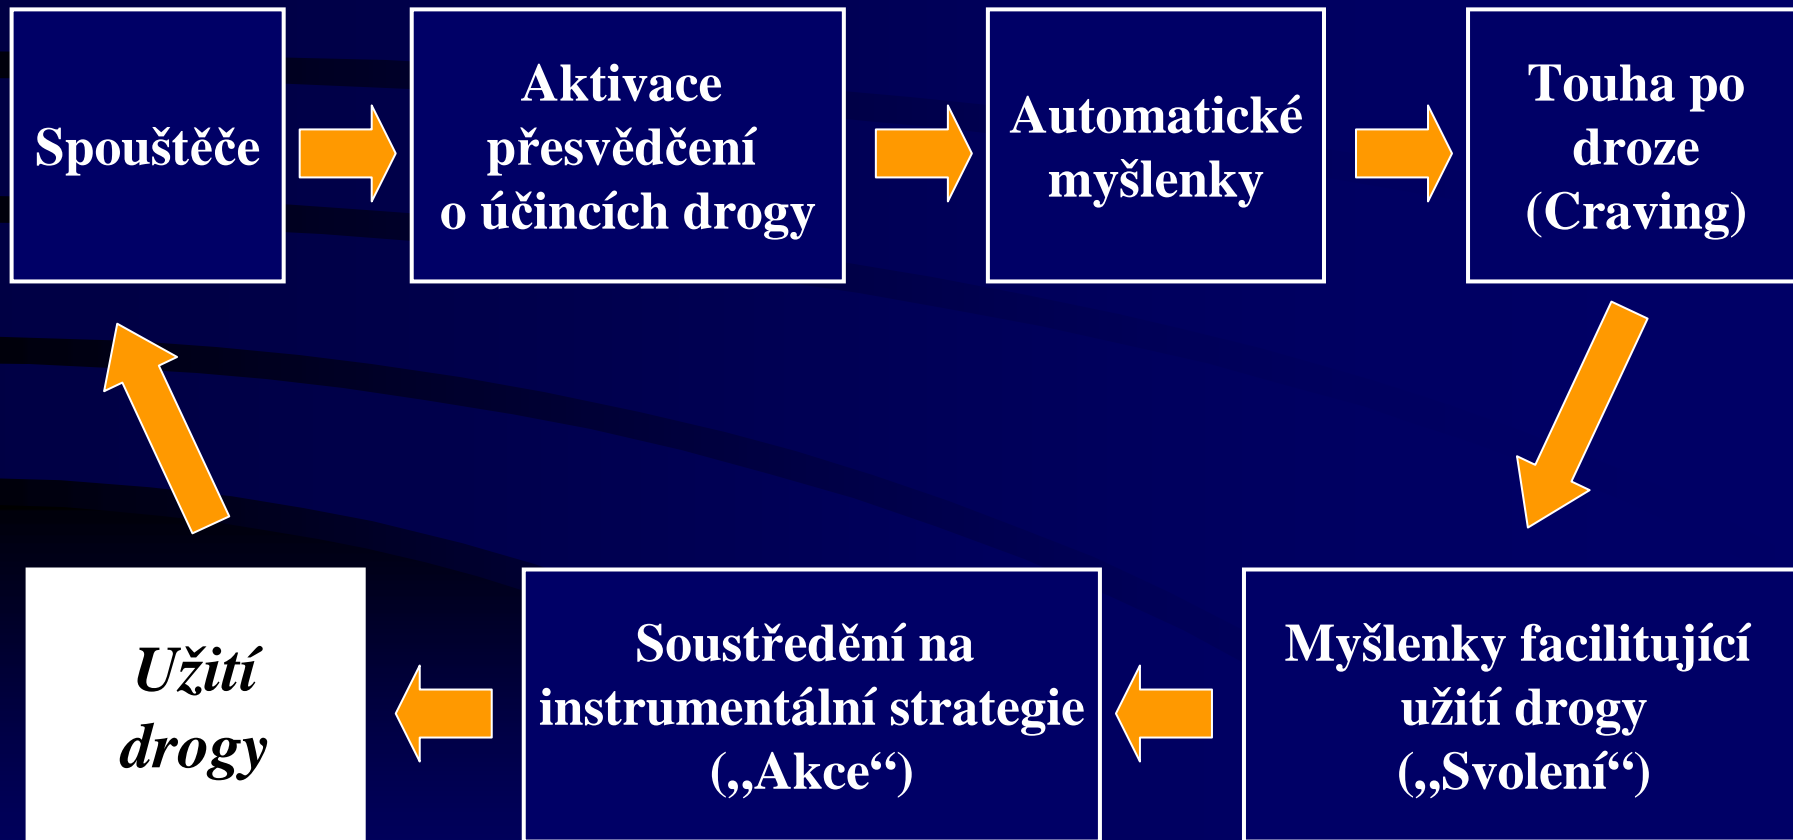 Spouštěče
Aktivace
přesvědčení
o účincích drogy
Automatické
myšlenky
Touha po
droze
(Craving)
Myšlenky facilitující
užití drogy
(„Svolení“)
Soustředění na
instrumentální strategie
(„Akce“)
Užití
drogy